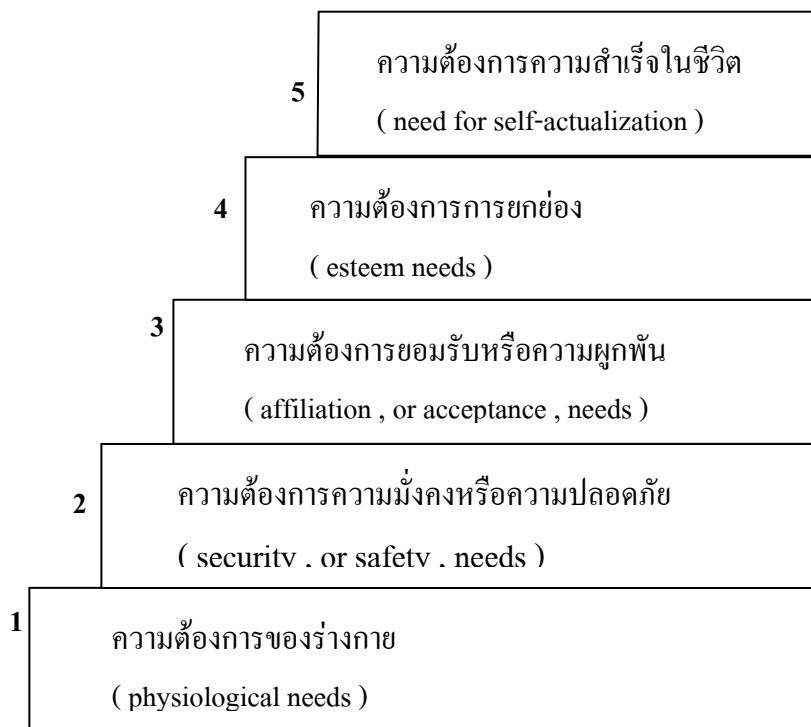 5
ความต้องการความสำเร็จในชีวิต
( need for self-actualization )
4
ความต้องการการยกย่อง
( esteem needs )
3
ความต้องการยอมรับหรือความผูกพัน
( affiliation , or acceptance , needs )
2
ความต้องการความมั่งคงหรือความปลอดภัย
( security , or safety , needs )
1
ความต้องการของร่างกาย
( physiological needs )